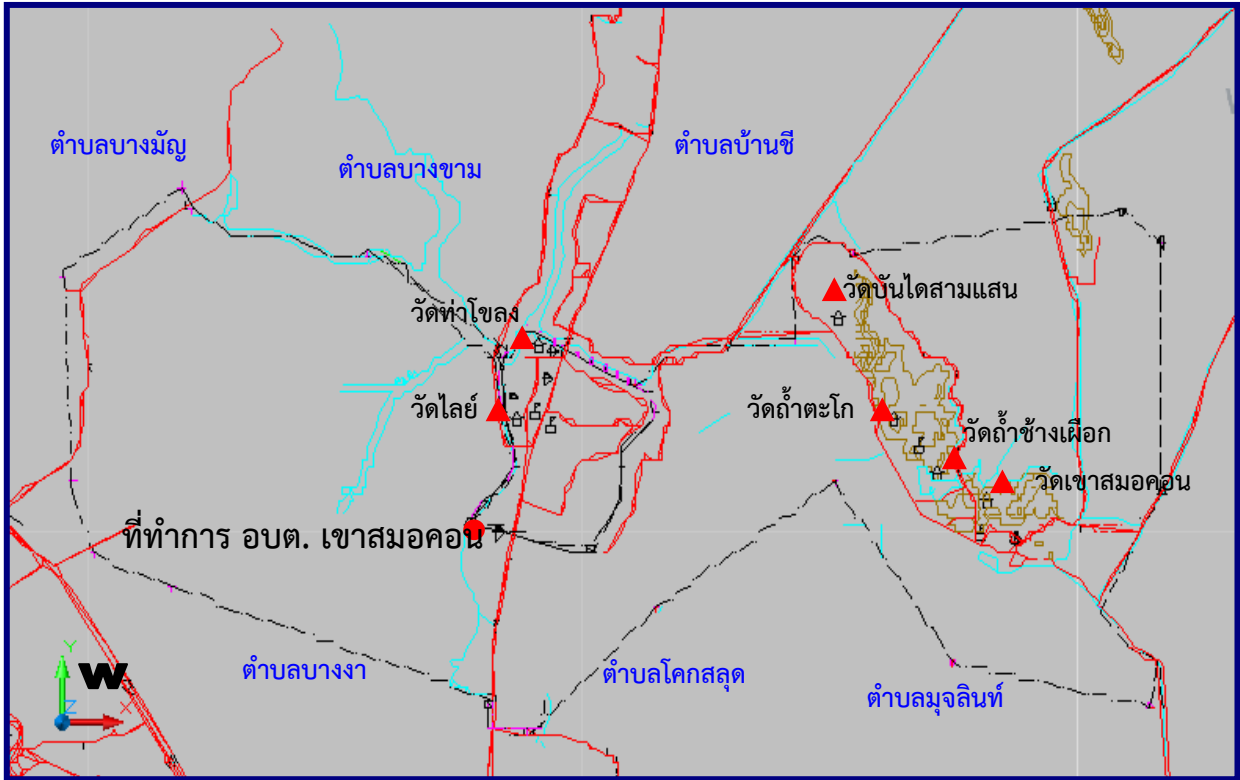 ตำบลบางมัญ
ตำบลบางขาม
ตำบลบ้านชี
วัดบันไดสามแสน
วัดท่าโขลง
วัดไลย์
วัดถ้ำตะโก
วัดถ้ำช้างเผือก
วัดเขาสมอคอน
ที่ทำการ อบต. เขาสมอคอน
ตำบลบางงา
ตำบลโคกสลุด
ตำบลมุจลินท์
Y
W
Z
X